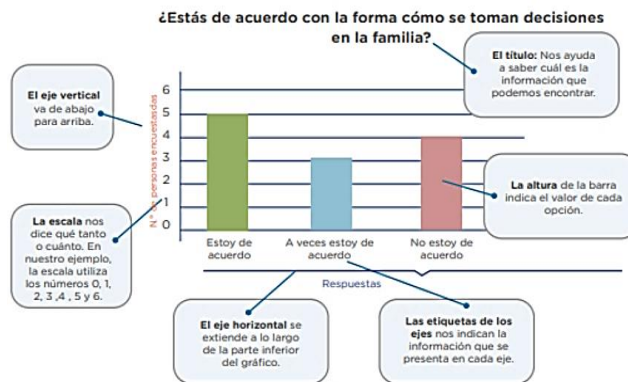 ¿Estás de acuerdo con la forma cómo se toman decisiones
en la familia?
El título: Nos ayuda
a saber cuál es la
información que
podemos encontrar.
El eje vertical
va de abajo
para arriba.
N° de personas encuestasdas
6
5
4
3
2
1
0
La altura de la barra
indica el valor de cada
opción.
La escala nos
dice qué tanto
o cuánto. En
nuestro ejemplo,
la escala utiliza
los números 0, 1,
2, 3 ,4 , 5 y 6.
Estoy de
acuerdo
A veces estoy de
acuerdo
No estoy de
acuerdo
Respuestas
El eje horizontal se
extiende a lo largo
de la parte inferior
del gráfico.
Las etiquetas de los
ejes nos indican la
información que se
presenta en cada eje.